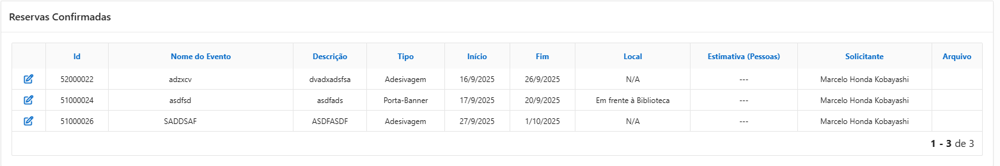 Reservas Confirmadas
Id Nome do Evento Descrição Tipo Início Fim Local Estimativa (Pessoas) Solicitante Arquivo
52000022 adzxcv dvadxadsfsa Adesivagem 16/9/2025 26/9/2025 N/A --- Marcelo Honda Kobayashi
51000024 asdfsd asdfads Porta-Banner 17/9/2025 20/9/2025 Em frente à Biblioteca --- Marcelo Honda Kobayashi
51000026 SADDSAF ASDFASDF Adesivagem 27/9/2025 1/10/2025 N/A --- Marcelo Honda Kobayashi
1 - 3 de 3